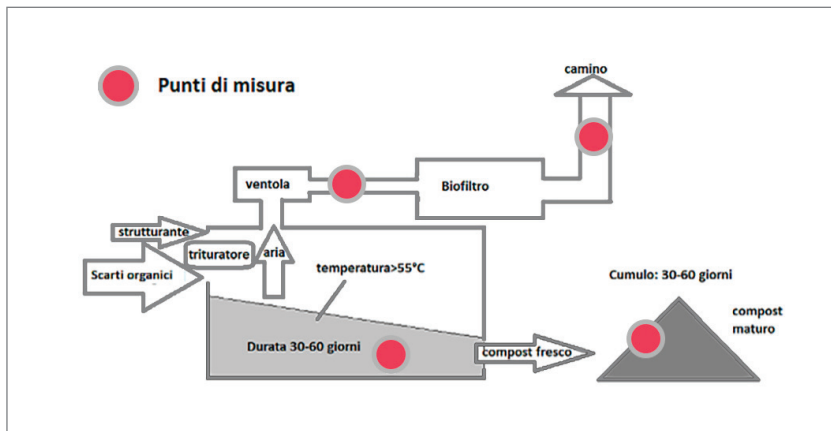 Punti di misura
camino
ventola
Biofiltro
strutturante
trituratore
aria
Scarti organici
temperatura>55°C
Cumulo: 30-60 giorni
compost
maturo
Durata 30-60 giorni
compost fresco